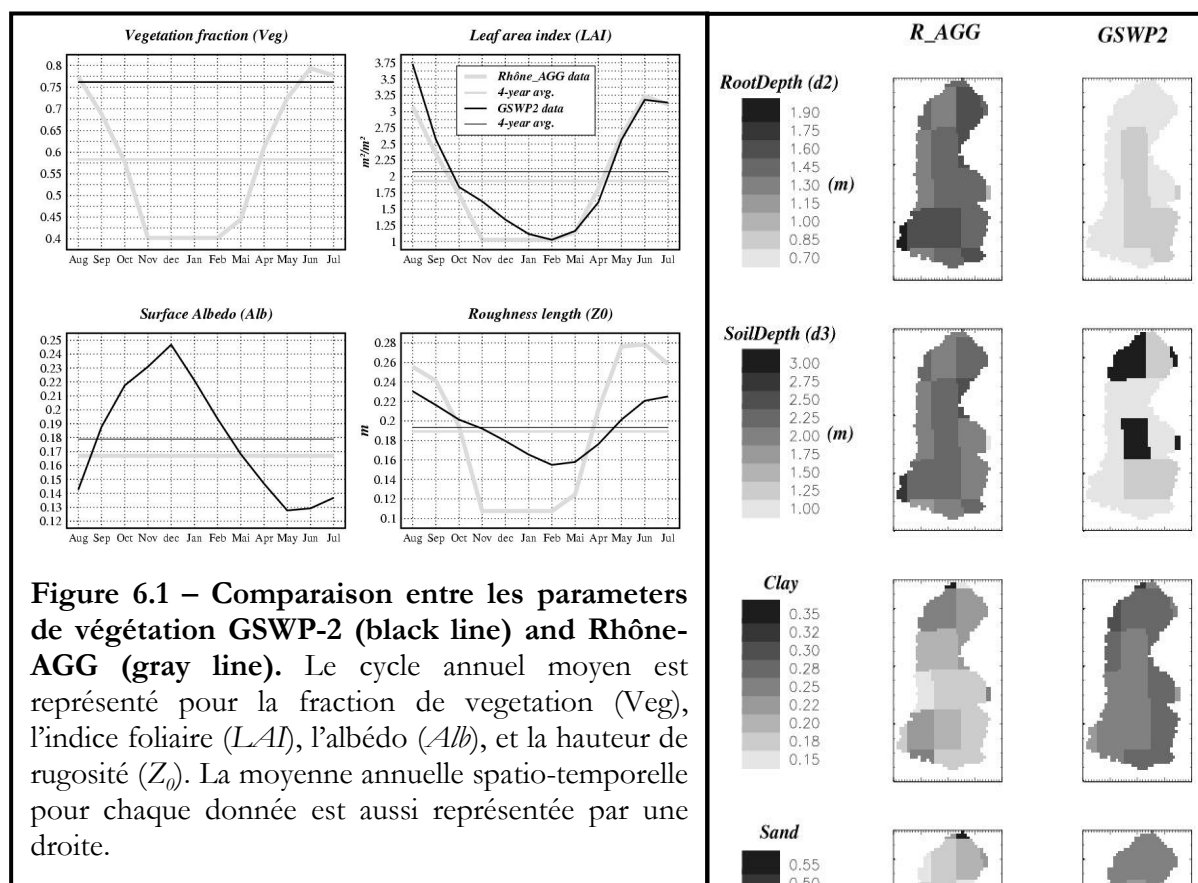 Vegetation fraction (Veg)
0.8
0.75
0.7
0.65
0.6
0.55
0.5
0.45
0.4
Aug Sep Oct Nov dec Jan Feb Mai Apr May Jun Jul
Leaf area index (LAI)
3.75
3.5
3.25
3
2.75
2.5
2.25
2
1.75
1.5
1.25
1
m²/m²
Rhône_AGG data
4-year avg.
GSWP2 data
4-year avg.
Aug Sep Oct Nov dec Jan Feb Mai Apr May Jun Jul
Surface Albedo (Alb)
0.25
0.24
0.23
0.22
0.21
0.2
0.19
0.18
0.17
0.16
0.15
0.14
0.13
0.12
Aug Sep Oct Nov dec Jan Feb Mai Apr May Jun Jul
Roughness length (Z0)
0.28
0.26
0.24
0.22
0.2
0.18
0.16
0.14
0.12
0.1
m
Aug Sep Oct Nov dec Jan Feb Mai Apr May Jun Jul
Figure 6.1 – Comparaison entre les parameters
de végétation GSWP-2 (black line) and Rhône-
AGG (gray line). Le cycle annuel moyen est
représenté pour la fraction de vegetation (Veg),
l'indice foliaire (LAI), l'albédo (Alb), et la hauteur de
rugosité (Z0). La moyenne annuelle spatio-temporelle
pour chaque donnée est aussi représentée par une
droite.
R_AGG GSWP2
RootDepth (d2)
1.90
1.75
1.60
1.45
1.30 (m)
1.15
1.00
0.85
0.70
SoilDepth (d3)
3.00
2.75
2.50
2.25
2.00 (m)
1.75
1.50
1.25
1.00
Clay
0.35
0.32
0.30
0.28
0.25
0.22
0.20
0.18
0.15
Sand
0.55
0.50